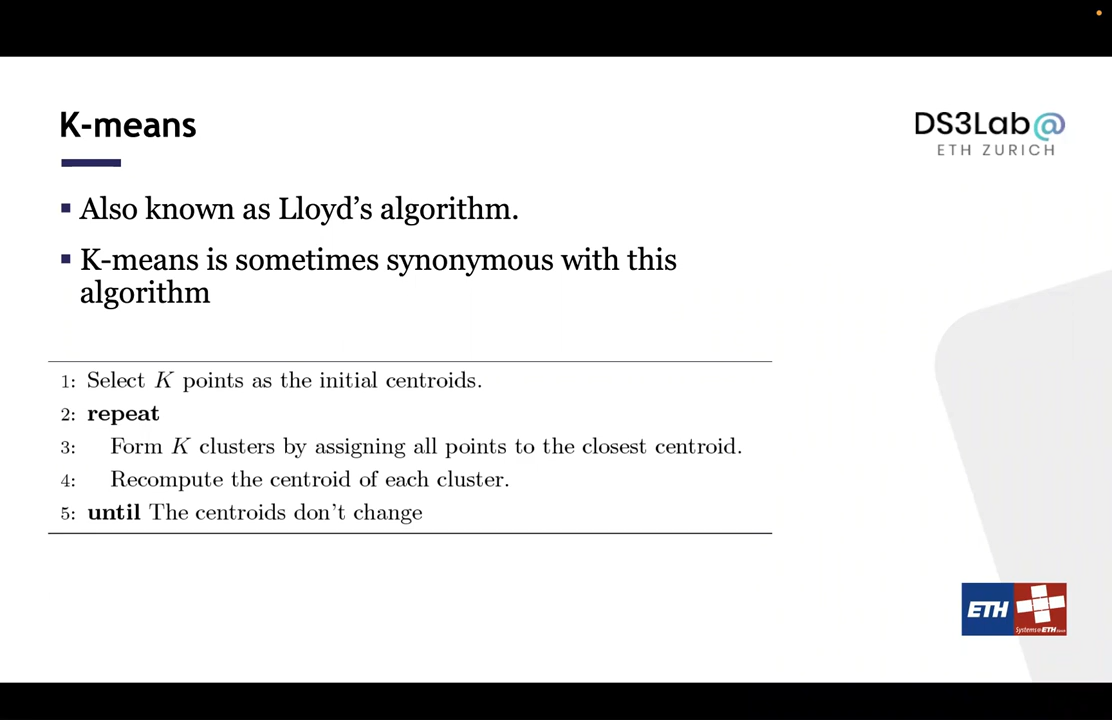 K-means
DS3Lab@
ETH ZURICH
▪ Also known as Lloyd's algorithm.
▪ K-means is sometimes synonymous with this
algorithm
1: Select K points as the initial centroids.
2: repeat
3: Form K clusters by assigning all points to the closest centroid.
4: Recompute the centroid of each cluster.
5: until The centroids don't change
ETH
Systems@ETH